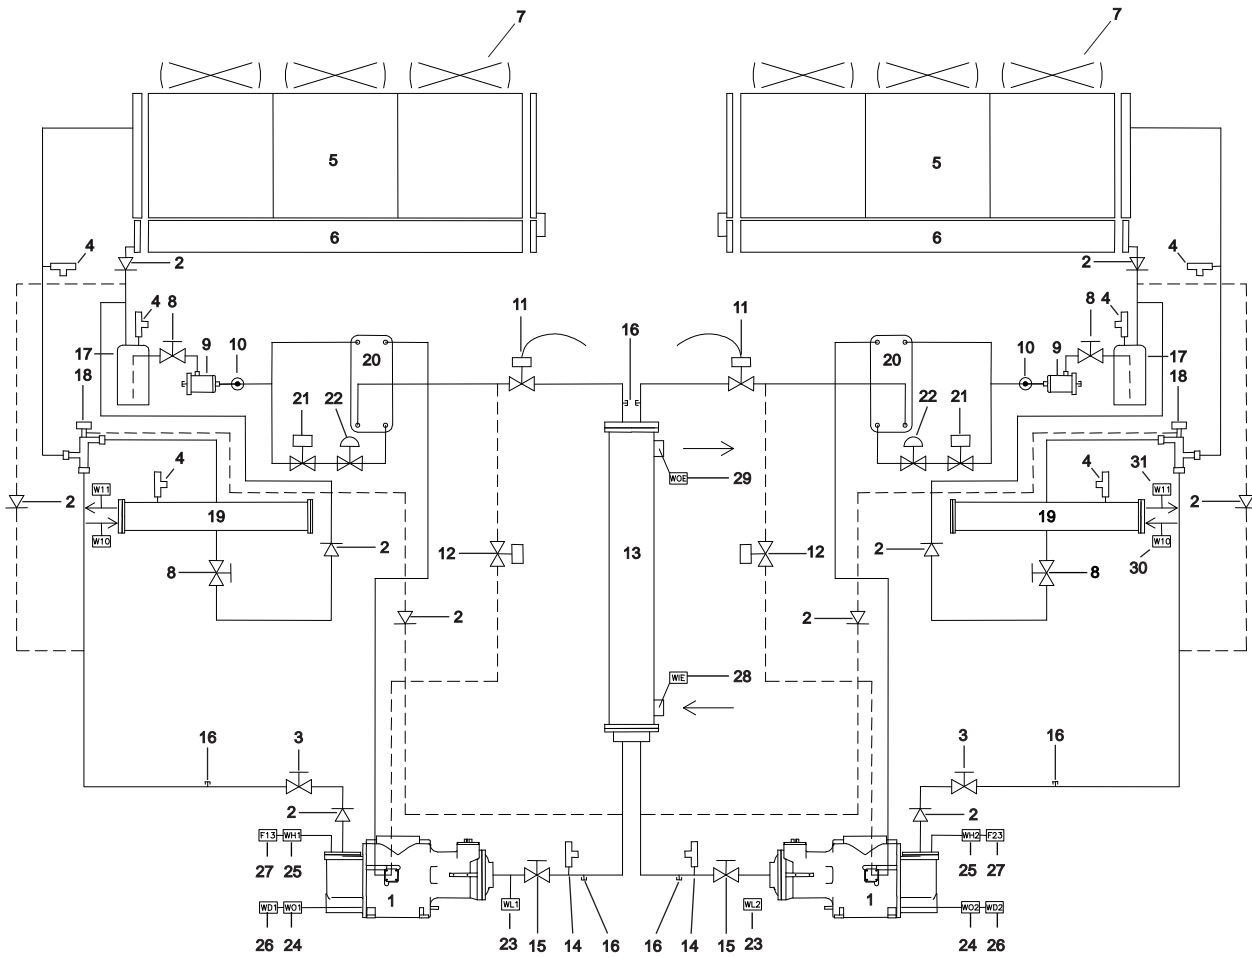 7 7
5 5
6 6
4 2 2 4
4 8 8 4
11 16 11
17 9 10 20 20 10 9 17
18 18
21 22 22 21
4 4 31
W11 W11
2 19 WOE 29 19 2
W10 W10
2 12 13 12 2 30
8 8
2 2
WIE 28
16 3 3 16
2 2
F13 WH1 WH2 F23
27 25 25 27
1 1
WD1 WO1 WL1 WL2 WO2 WD2
26 24 23 15 14 16 16 14 15 23 24 26